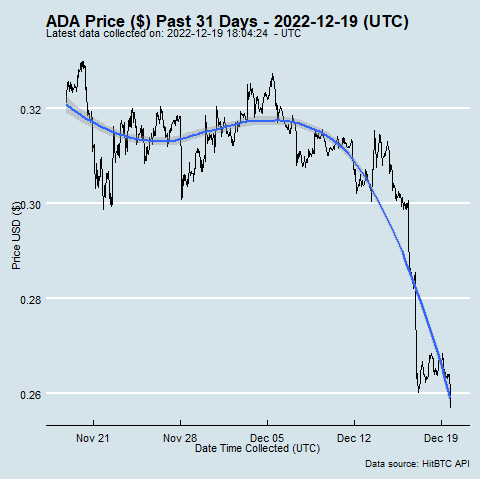 ADA Price ($) Past 31 Days - 2022-12-19 (UTC)
Latest data collected on: 2022-12-19 18:04:24 - UTC
Price USD ($)
0.32
0.30
0.28
0.26
Nov 21 Nov 28 Dec 05 Dec 12 Dec 19
Date Time Collected (UTC)
Data source: HitBTC API